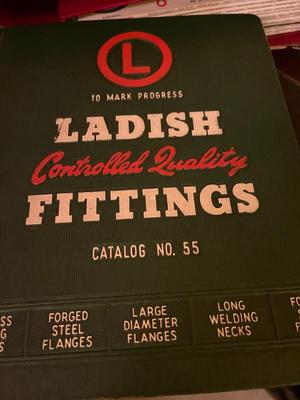 L
TO MARK PROGRESS
LADISH
Controlled Quality
FITTINGS
CATALOG NO. 55
FORGED
STEEL
FLANGES
LARGE
DIAMETER
FLANGES
LONG
WELDING
NECKS